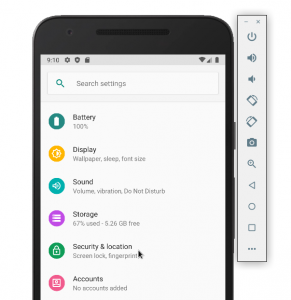 9:10
Search settings
Battery
100%
Display
Wallpaper, sleep, font size
Sound
Volume, vibration, Do Not Disturb
Storage
67% used - 5.26 GB free
Security & location
Screen lock, fingerprint
Accounts
No accounts added